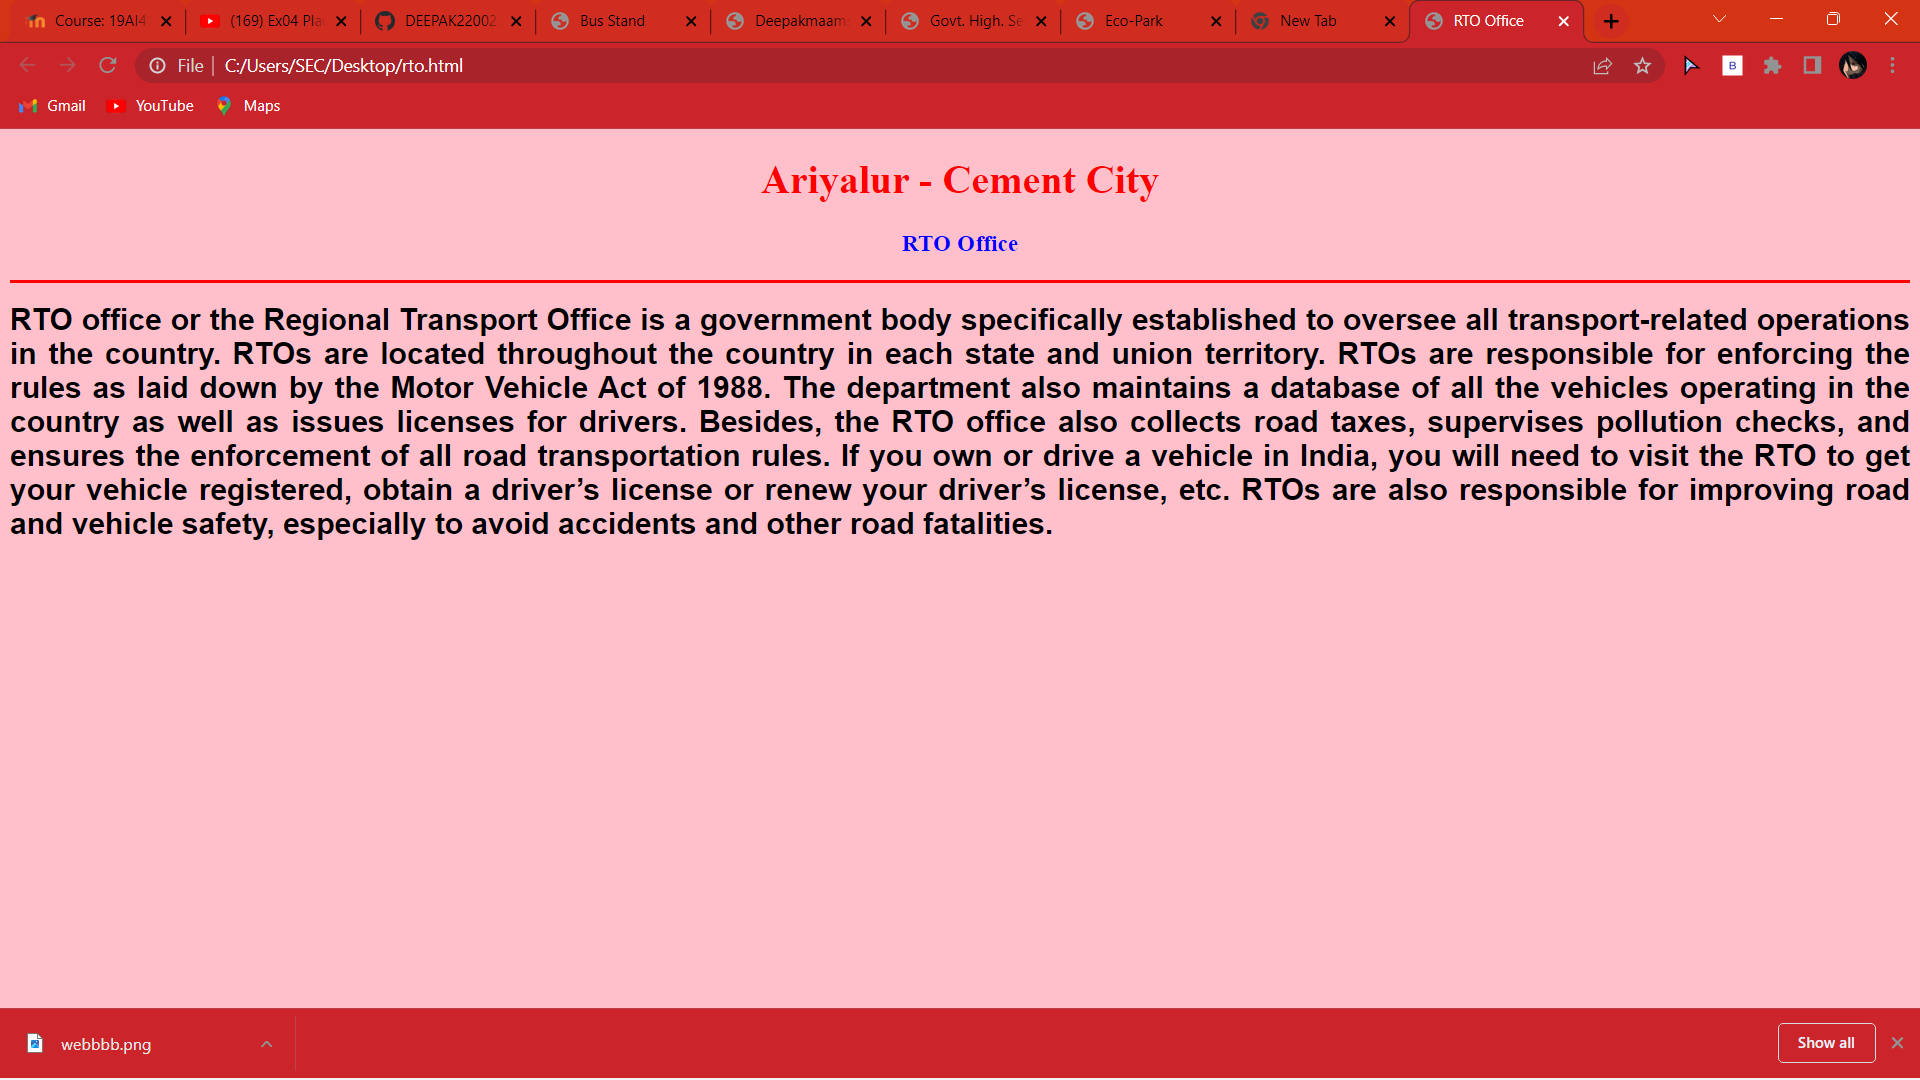 Course: 19AI4
(169) Ex04 Pla
DEEPAK22002
Bus Stand
Deepakmaams
Govt. High. Se
Eco-Park
New Tab
RTO Office
File
C:/Users/SEC/Desktop/rto.html
B
Gmail
YouTube
Maps
Ariyalur - Cement City
RTO Office
RTO office or the Regional Transport Office is a government body specifically established to oversee all transport-related operations
in the country. RTOs are located throughout the country in each state and union territory. RTOs are responsible for enforcing the
rules as laid down by the Motor Vehicle Act of 1988. The department also maintains a database of all the vehicles operating in the
country as well as issues licenses for drivers. Besides, the RTO office also collects road taxes, supervises pollution checks, and
ensures the enforcement of all road transportation rules. If you own or drive a vehicle in India, you will need to visit the RTO to get
your vehicle registered, obtain a driver’s license or renew your driver’s license, etc. RTOs are also responsible for improving road
and vehicle safety, especially to avoid accidents and other road fatalities.
webbbb.png
Show all